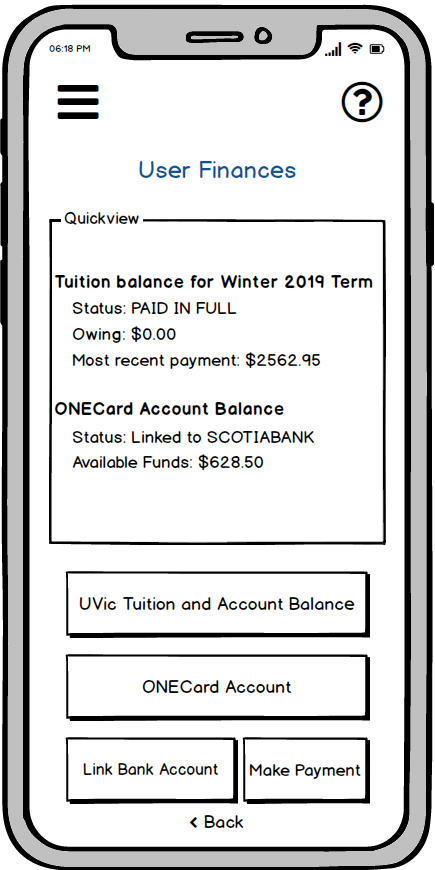 06:18 PM
?
User Finances
Quickview
Tuition balance for Winter 2019 Term
Status: PAID IN FULL
Owing: $0.00
Most recent payment: $2562.95
ONECard Account Balance
Status: Linked to SCOTIABANK
Available Funds: $628.50
UVic Tuition and Account Balance
ONECard Account
Link Bank Account
Make Payment
< Back